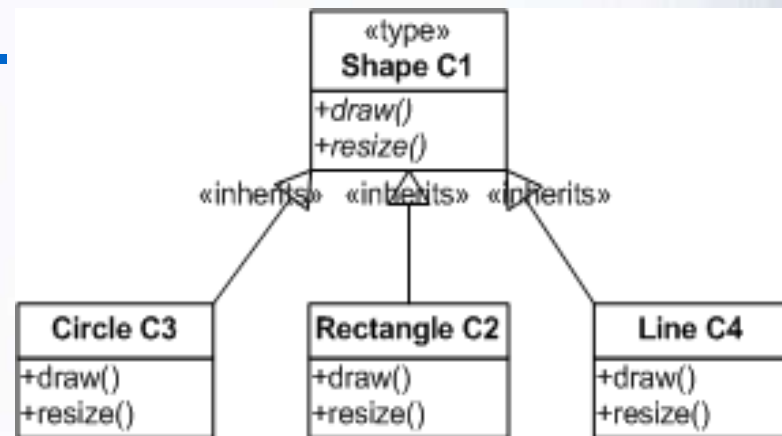 «type»
Shape C1
+draw()
+resize()
«inherits» «inherits» «inherits»
Circle C3
+draw()
+resize()
Rectangle C2
+draw()
+resize()
Line C4
+draw()
+resize()